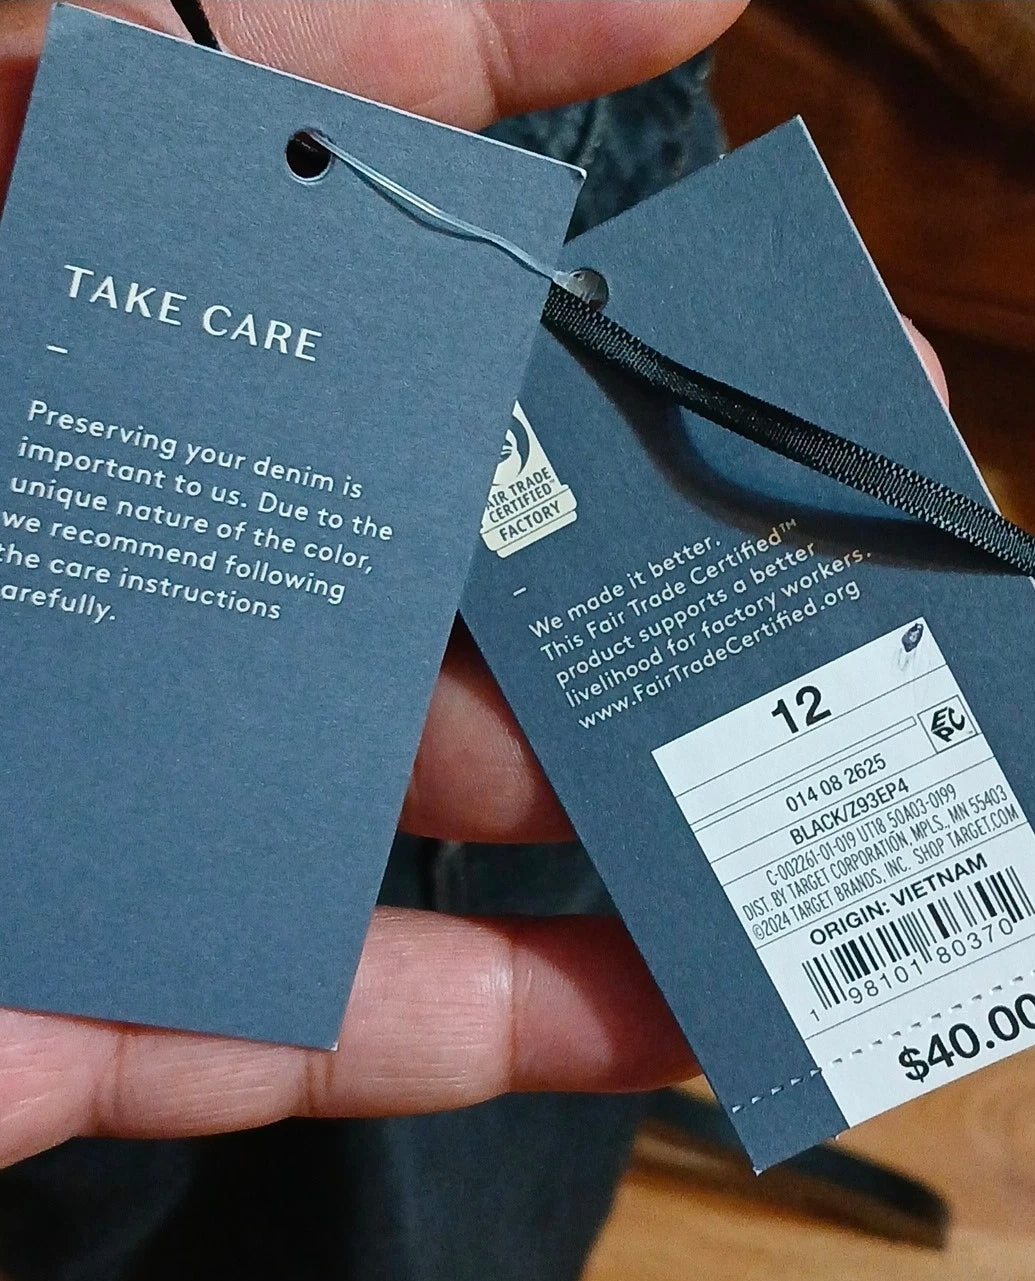 TAKE CARE
–
Preserving your denim is
important to us. Due to the
unique nature of the color,
we recommend following
the care instructions
arefully.
AIR TRADE
CERTIFIED™
FACTORY
–
We made it better.
This Fair Trade Certified™
product supports a better
livelihood for factory workers.
www.FairTradeCertified.org
12
EPC
014 08 2625
BLACK/Z93EP4
C-002261-01-019 UT18 50A03-0199
DIST. BY TARGET CORPORATION, MPLS., MN 55403
©2024 TARGET BRANDS, INC. SHOP TARGET.COM
ORIGIN: VIETNAM
1 98101 80370
$40.00